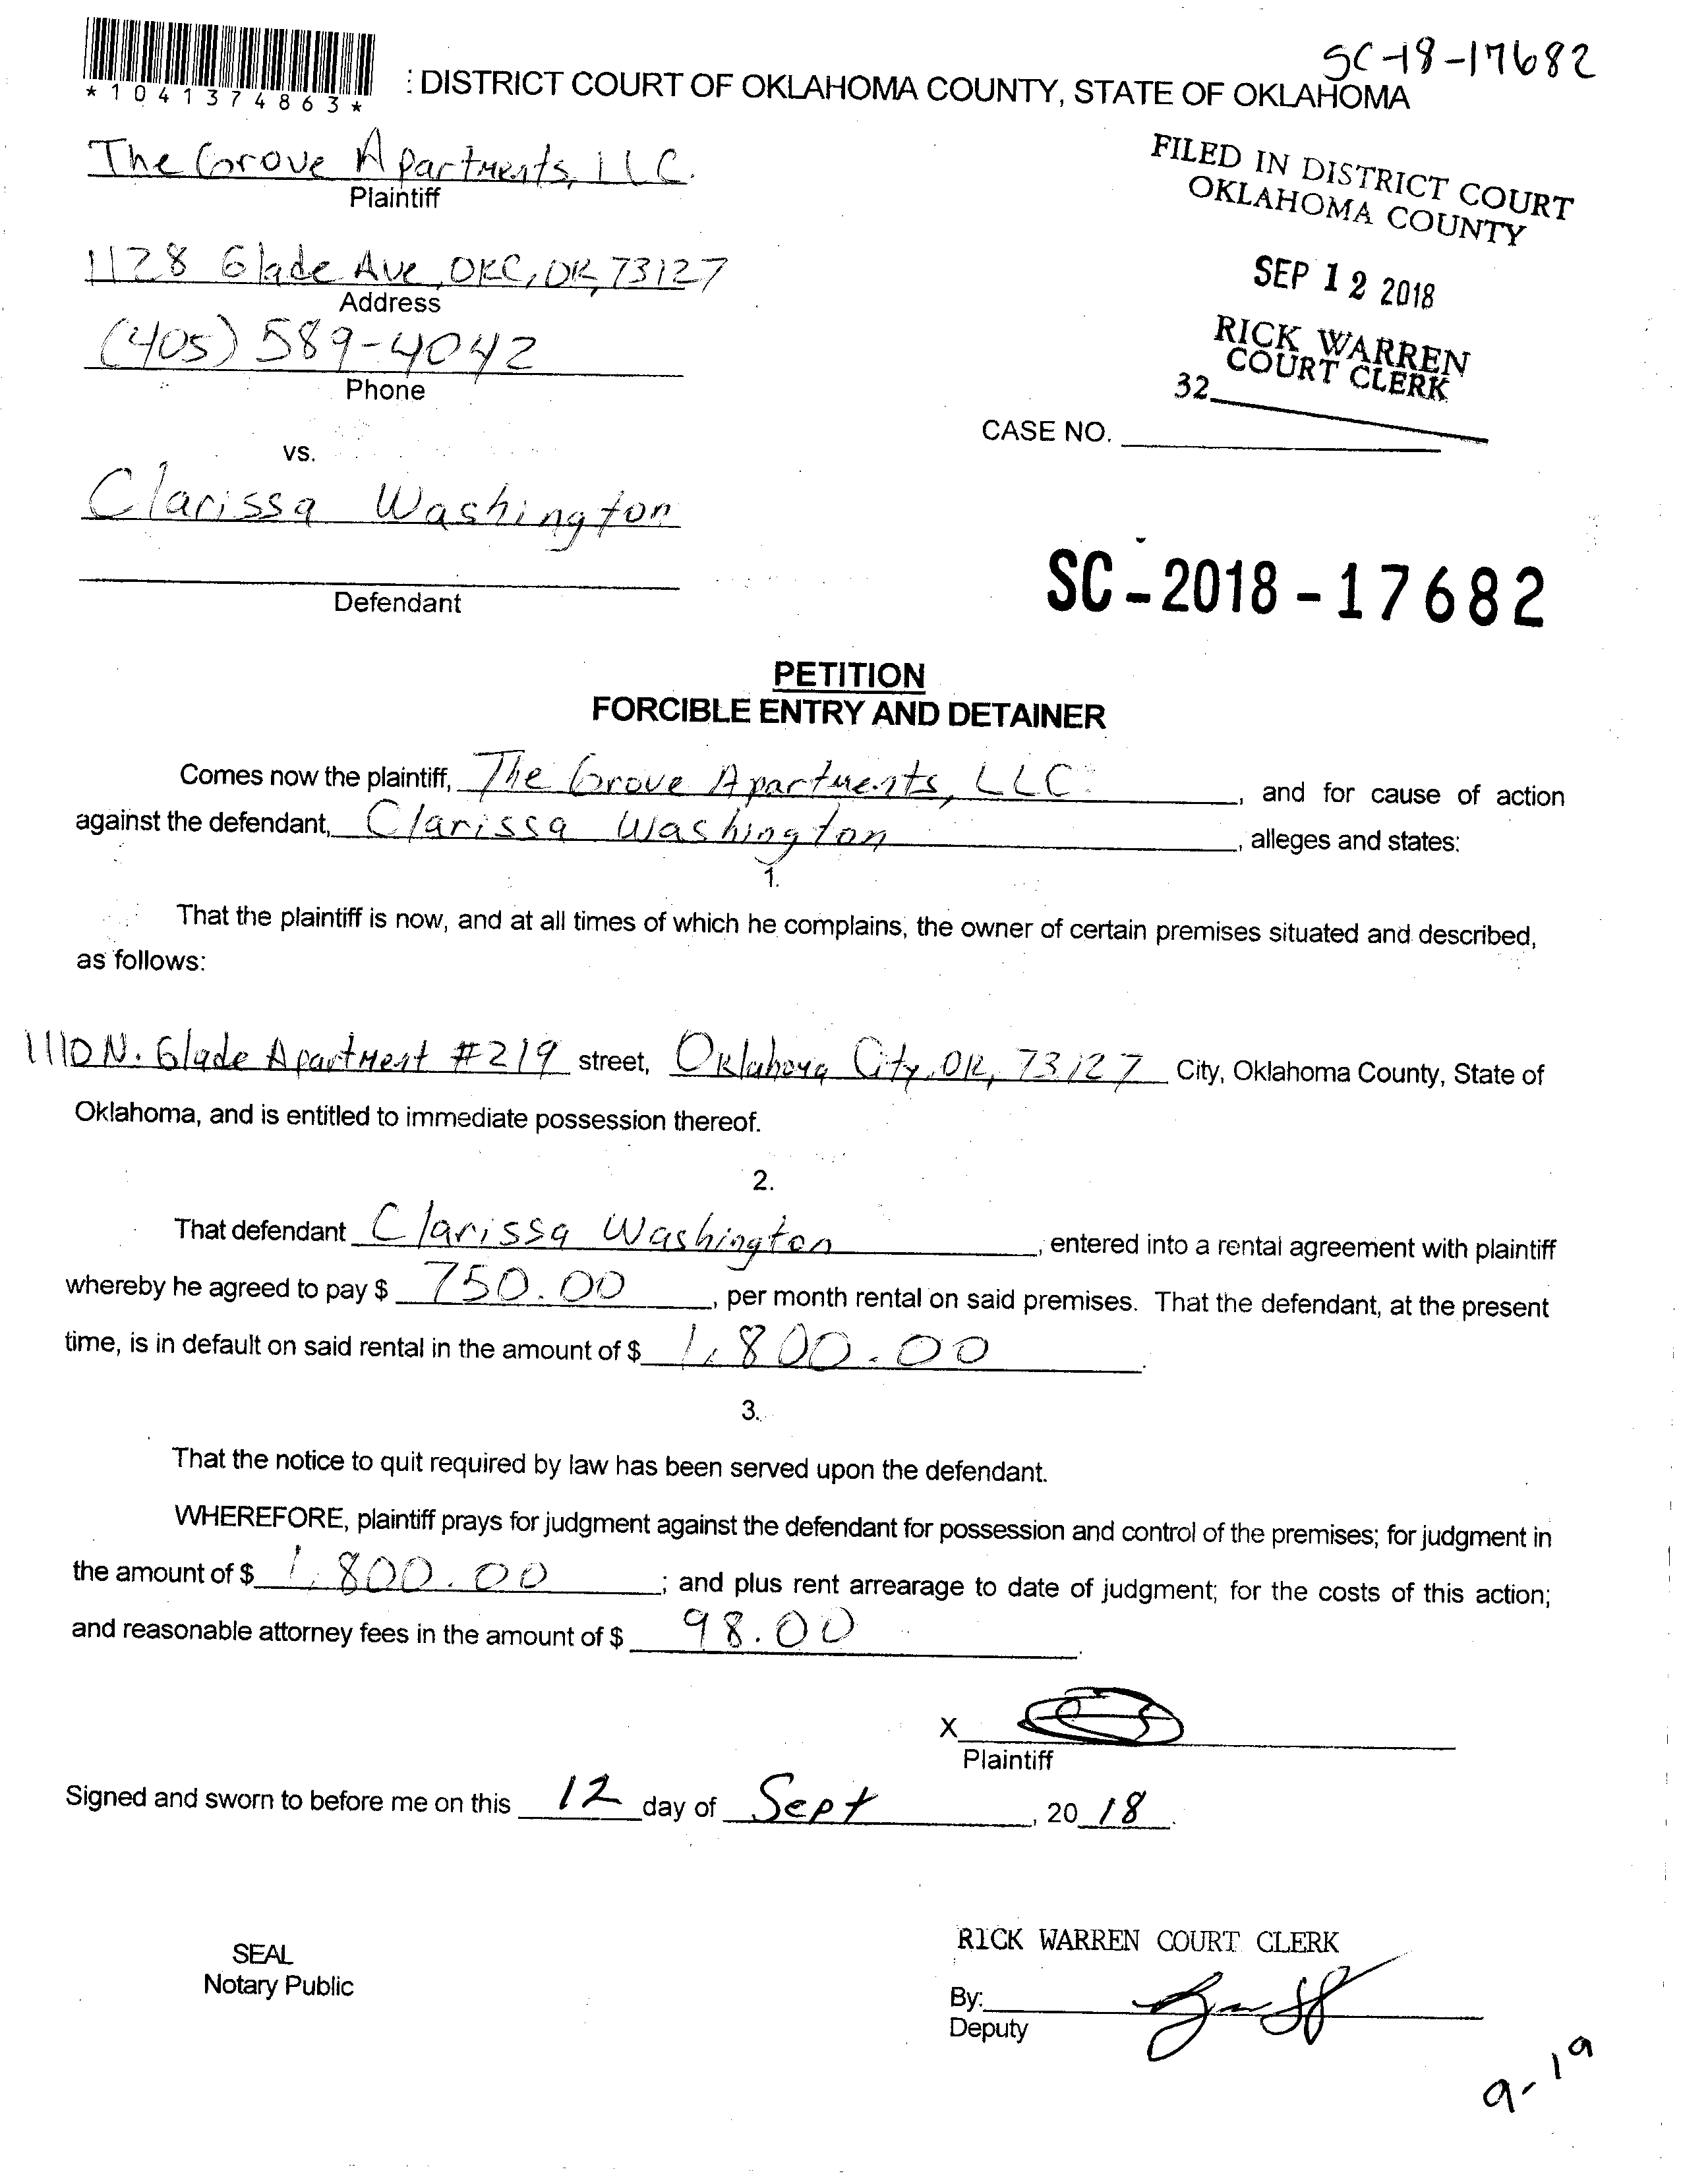 SC-18-17682
*1041374863*
: DISTRICT COURT OF OKLAHOMA COUNTY, STATE OF OKLAHOMA
The Grove Apartments, LLC.
Plaintiff
FILED IN DISTRICT COURT
OKLAHOMA COUNTY
1128 Glade Ave, OKC, OK, 73127
Address
SEP 12 2018
(405) 589-4042
Phone
RICK WARREN
COURT CLERK
32
CASE NO.
vs.
Clarissa Washington
Defendant
SC-2018-17682
PETITION
FORCIBLE ENTRY AND DETAINER
Comes now the plaintiff, The Grove Apartments, LLC. , and for cause of action
against the defendant, Clarissa Washington , alleges and states:
1.
That the plaintiff is now, and at all times of which he complains, the owner of certain premises situated and described,
as follows:
1110 N. Glade Apartment #219 street, Oklahoma City, OK, 73127 City, Oklahoma County, State of
Oklahoma, and is entitled to immediate possession thereof.
2.
That defendant Clarissa Washington , entered into a rental agreement with plaintiff
whereby he agreed to pay $ 750.00 , per month rental on said premises. That the defendant, at the present
time, is in default on said rental in the amount of $ 1,800.00 .
3.
That the notice to quit required by law has been served upon the defendant.
WHEREFORE, plaintiff prays for judgment against the defendant for possession and control of the premises; for judgment in
the amount of $ 1,800.00 ; and plus rent arrearage to date of judgment; for the costs of this action;
and reasonable attorney fees in the amount of $ 98.00 .
X
Plaintiff
Signed and sworn to before me on this 12 day of Sept , 20 18 .
RICK WARREN COURT CLERK
SEAL
Notary Public
By:
Deputy
9-19